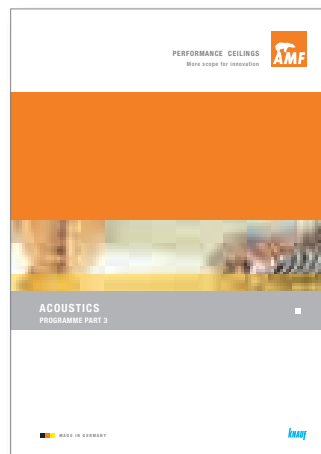 PERFORMANCE CEILINGS
More scope for innovation
AMF
ACOUSTICS
PROGRAMME PART 3
MADE IN GERMANY
KNAUF